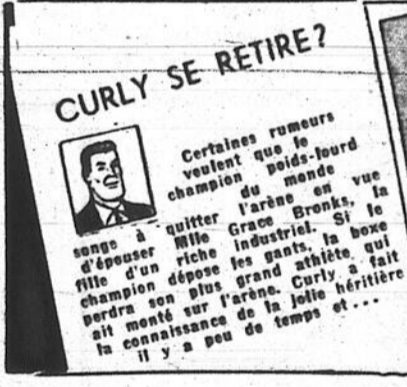 CURLY SE RETIRE?
Certaines rumeurs
veulent que le
champion poids-lourd
du monde
songe à quitter l'arène en vue
d'épouser Mlle Grace Bronks, la
fille d'un riche industriel. Si le
champion dépose les gants, la boxe
perdra son plus grand athlète qui
ait monté sur l'arène. Curly a fait
la connaissance de la jolie héritière
il y a peu de temps et...